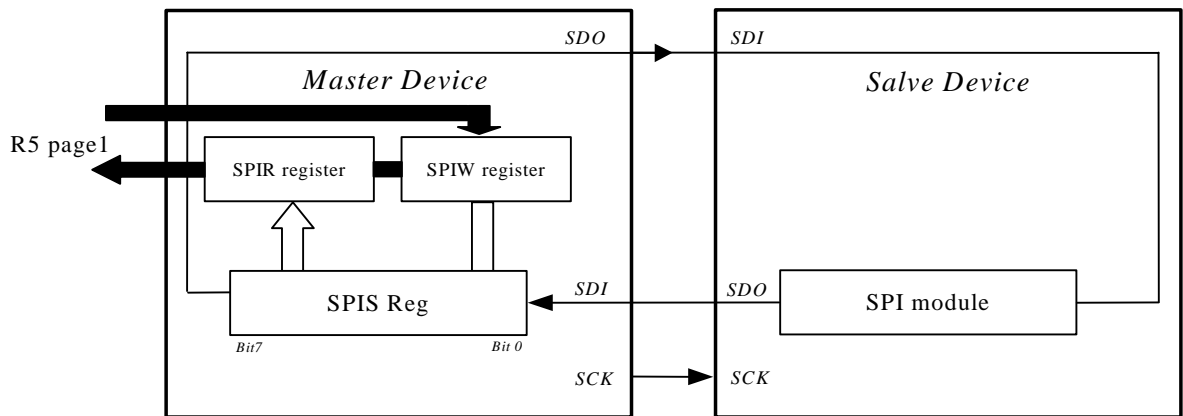 SDO
SDI
Master Device
Salve Device
R5 page1
SPIR register
SPIW register
SPIS Reg
SDI
SDO
SPI module
Bit7
Bit 0
SCK
SCK